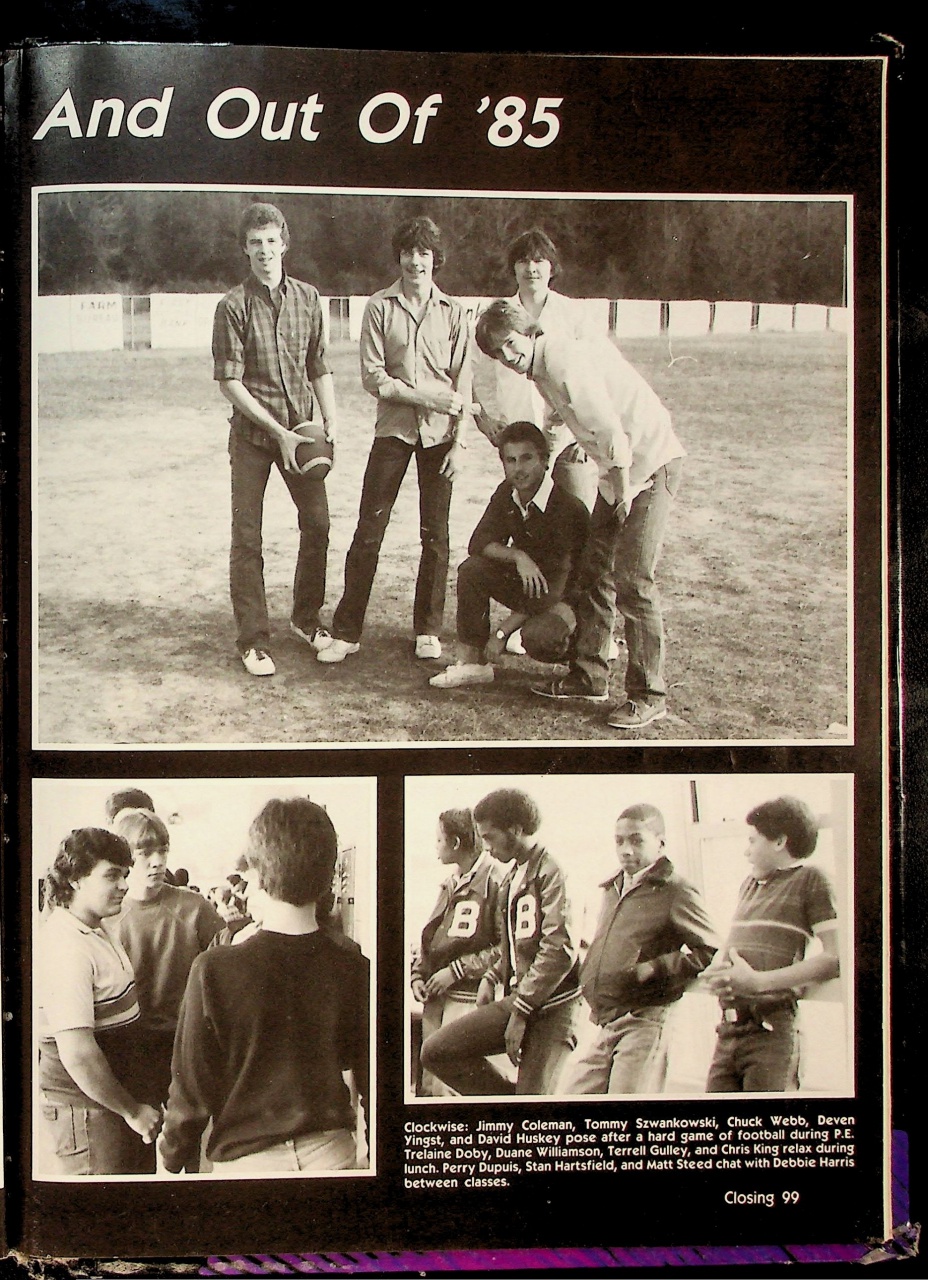 And Out Of '85
FARM
B
B
Clockwise: Jimmy Coleman, Tommy Szwankowski, Chuck Webb, Deven
Yingst, and David Huskey pose after a hard game of football during P.E.
Trelaine Doby, Duane Williamson, Terrell Gulley, and Chris King relax during
lunch. Perry Dupuis, Stan Hartsfield, and Matt Steed chat with Debbie Harris
between classes.
Closing 99